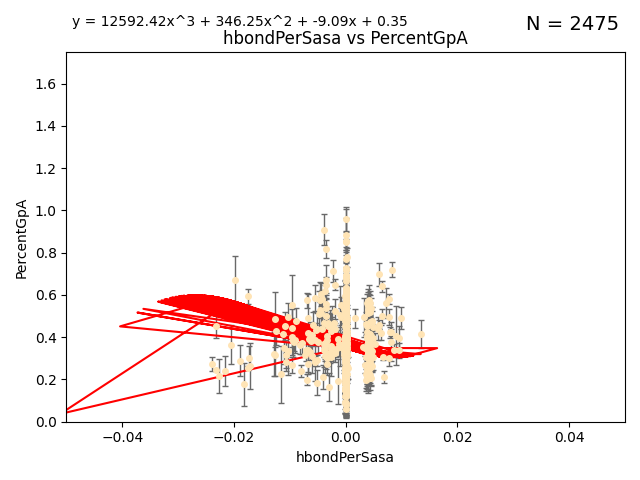 y = 12592.42x^3 + 346.25x^2 + -9.09x + 0.35
N = 2475
hbondPerSasa vs PercentGpA
PercentGpA
1.6
1.4
1.2
1.0
0.8
0.6
0.4
0.2
0.0
−0.04
−0.02
0.00
0.02
0.04
hbondPerSasa